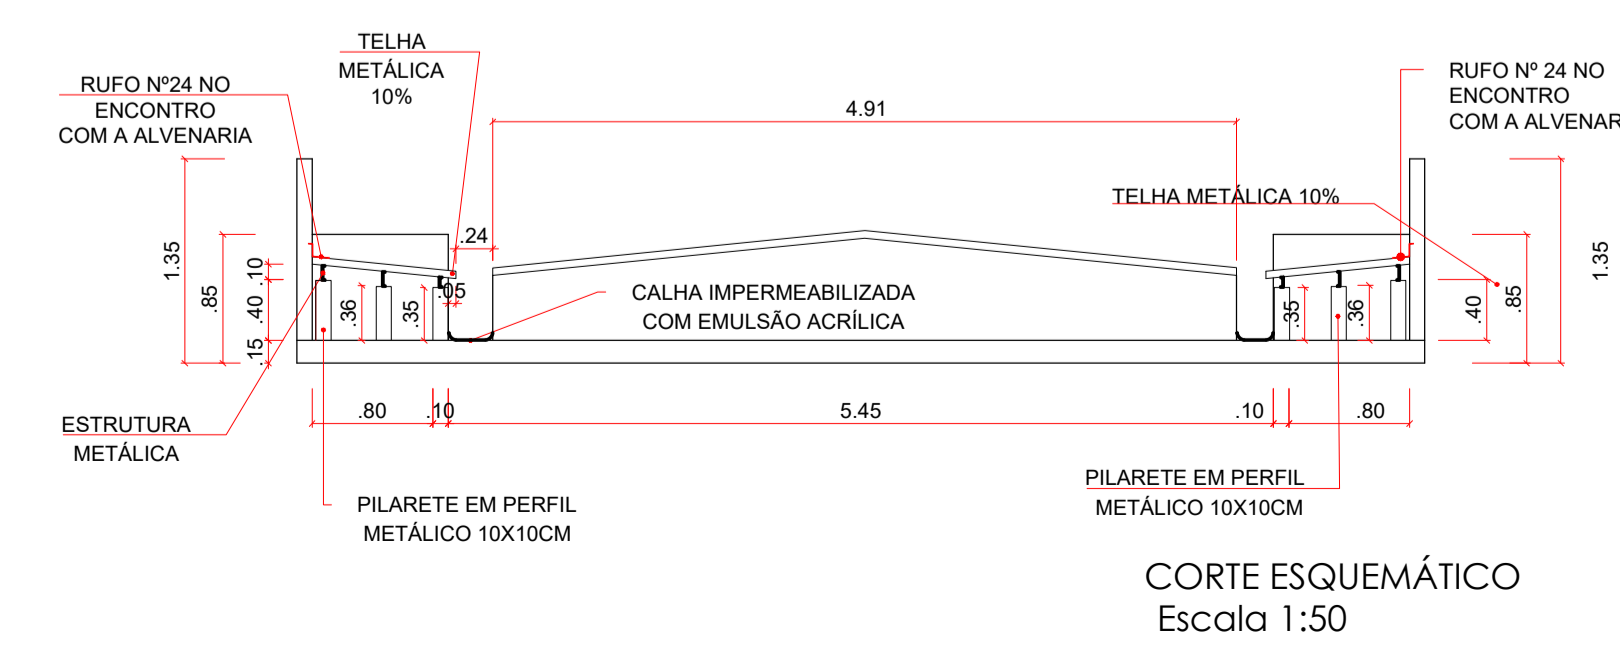 TELHA
METÁLICA
10%
RUFO Nº24 NO
ENCONTRO
COM A ALVENARIA
RUFO Nº 24 NO
ENCONTRO
COM A ALVENAR
4.91
TELHA METÁLICA 10%
.24
1.35
.85
.10
.40
.15
.36
.35
.05
CALHA IMPERMEABILIZADA
COM EMULSÃO ACRÍLICA
.35
.36
.40
.85
1.35
.80
.10
5.45
.10
.80
ESTRUTURA
METÁLICA
PILARETE EM PERFIL
METÁLICO 10X10CM
PILARETE EM PERFIL
METÁLICO 10X10CM
CORTE ESQUEMÁTICO
Escala 1:50